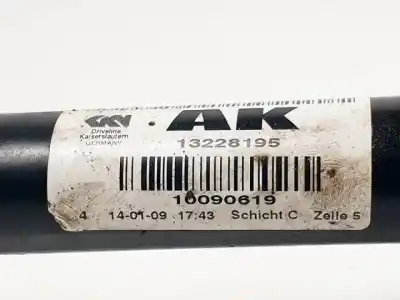 GKN
Driveline
Kaiserslautern
GERMANY
AK
13228195
10090619
4 14-01-09 17:43 Schicht C Zelle 5